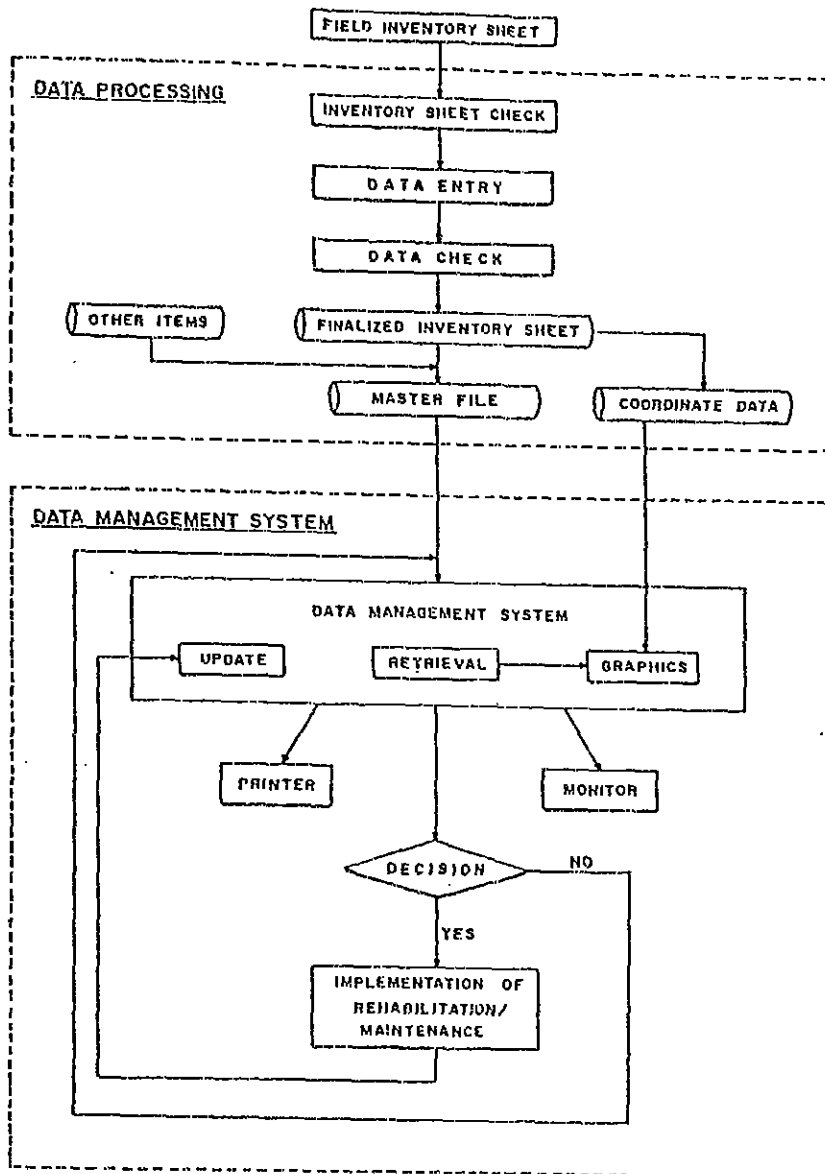 FIELD INVENTORY SHEET
DATA PROCESSING
INVENTORY SHEET CHECK
DATA ENTRY
DATA CHECK
OTHER ITEMS
FINALIZED INVENTORY SHEET
MASTER FILE
COORDINATE DATA
DATA MANAGEMENT SYSTEM
DATA MANAGEMENT SYSTEM
UPDATE
RETRIEVAL
GRAPHICS
PRINTER
MONITOR
DECISION
NO
YES
IMPLEMENTATION OF
REHABILITATION/
MAINTENANCE